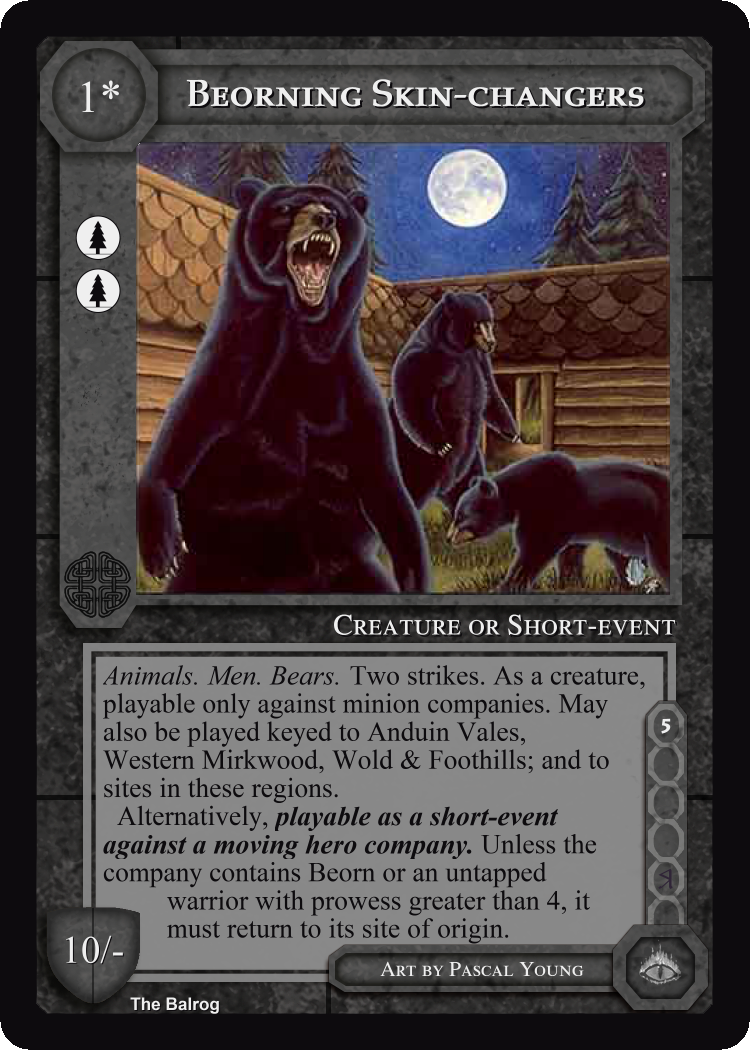 1*
BEORNING SKIN-CHANGERS
CREATURE OR SHORT-EVENT
Animals. Men. Bears. Two strikes. As a creature,
playable only against minion companies. May
also be played keyed to Anduin Vales,
Western Mirkwood, Wold & Foothills; and to
sites in these regions.
Alternatively, playable as a short-event
against a moving hero company. Unless the
company contains Beorn or an untapped
warrior with prowess greater than 4, it
must return to its site of origin.
5
10/-
ART BY PASCAL YOUNG
The Balrog